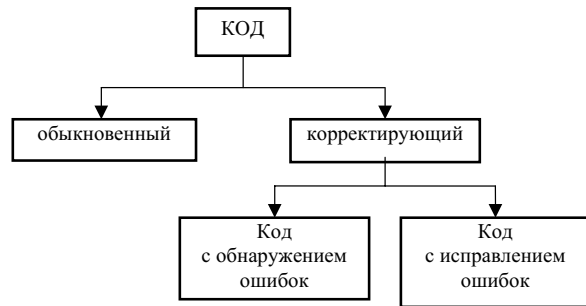 КОД
обыкновенный
корректирующий
Код
с обнаружением
ошибок
Код
с исправлением
ошибок